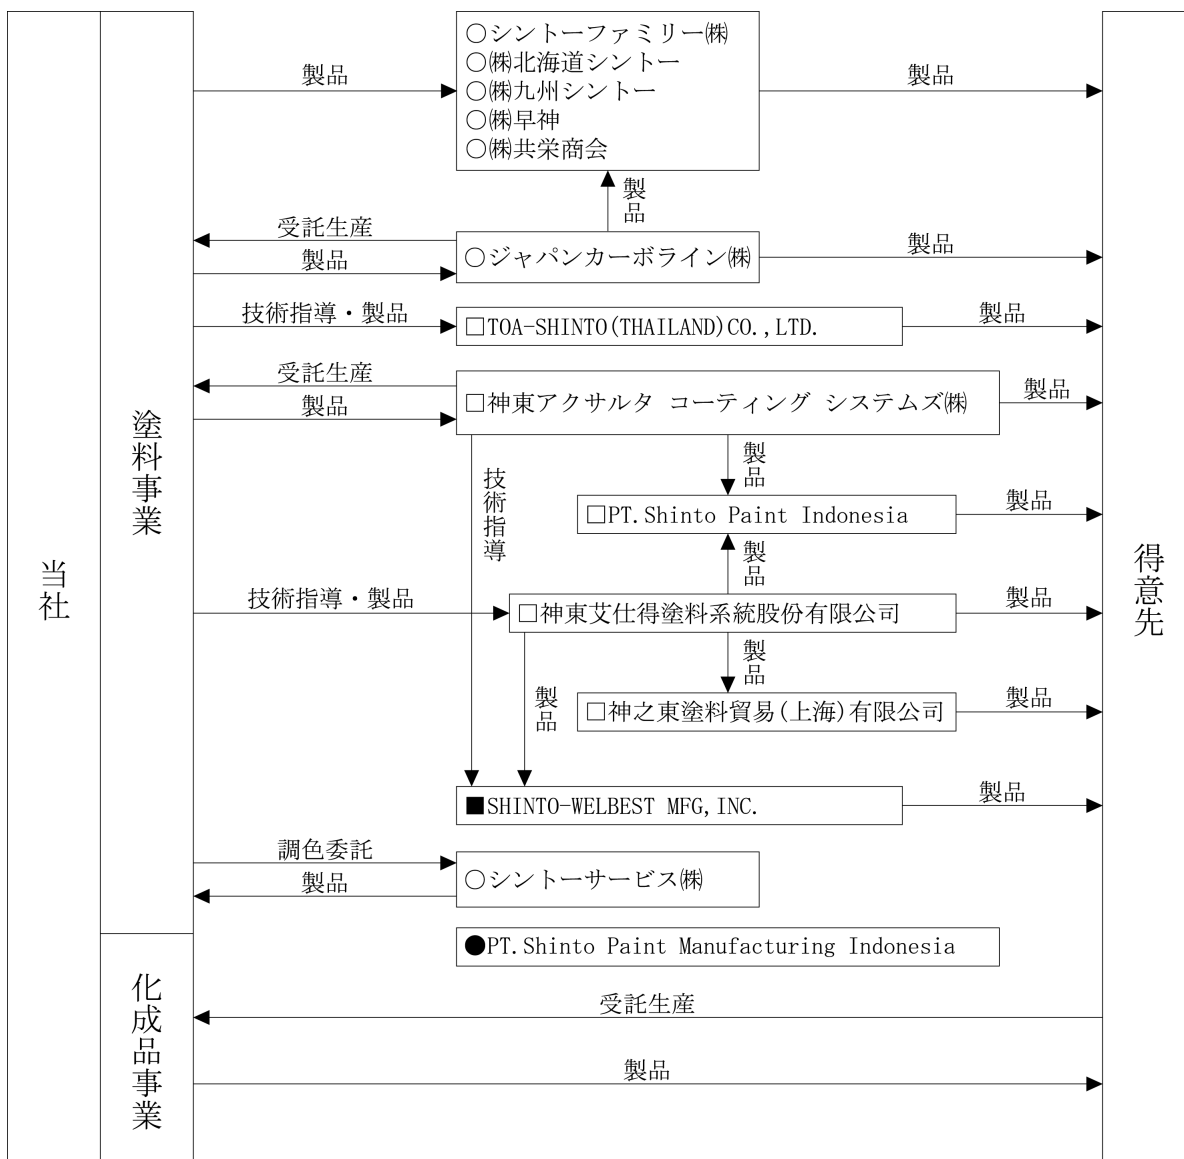 当社
塗料事業
化成品事業
製品
○シントーファミリー㈱
○㈱北海道シントー
○㈱九州シントー
○㈱早神
○㈱共栄商会
製品
製品
受託生産
製品
○ジャパンカーボライン㈱
製品
技術指導・製品
□TOA-SHINTO(THAILAND)CO.,LTD.
製品
受託生産
製品
□神東アクサルタ コーティング システムズ㈱
製品
技術指導
製品
□PT.Shinto Paint Indonesia
製品
製品
技術指導・製品
□神東艾仕得塗料系統股份有限公司
製品
製品
製品
□神之東塗料貿易(上海)有限公司
製品
■SHINTO-WELBEST MFG,INC.
製品
調色委託
製品
○シントーサービス㈱
●PT.Shinto Paint Manufacturing Indonesia
受託生産
製品
得意先